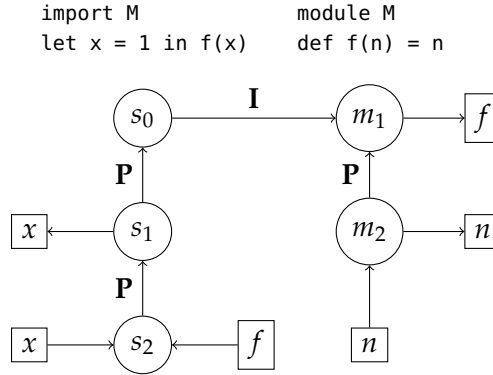 import M module M
let x = 1 in f(x) def f(n) = n
s₀ I m₁ f
P P
x s₁ m₂ n
P
x s₂ f n